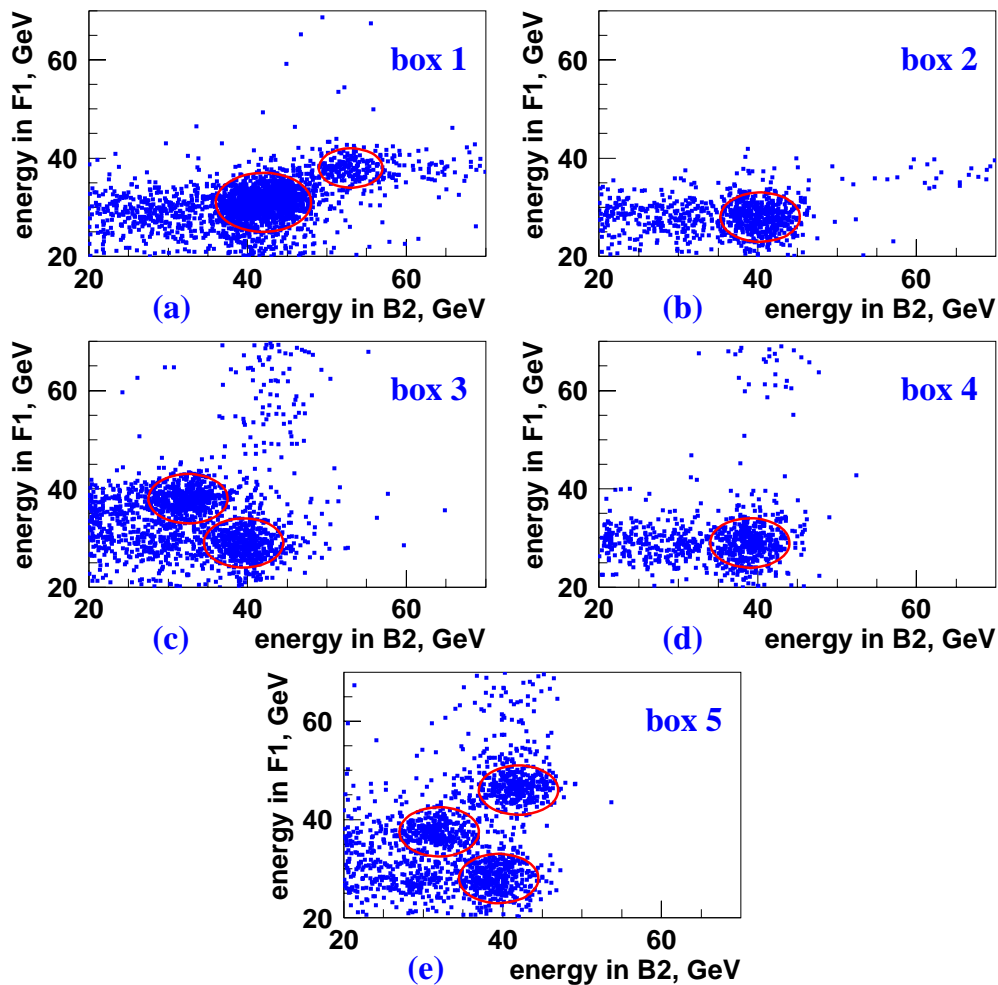 energy in F1, GeV
60
40
20
box 1
20
40
60
(a)
energy in B2, GeV
energy in F1, GeV
60
40
20
box 2
20
40
60
(b)
energy in B2, GeV
energy in F1, GeV
60
40
20
box 3
20
40
60
(c)
energy in B2, GeV
energy in F1, GeV
60
40
20
box 4
20
40
60
(d)
energy in B2, GeV
energy in F1, GeV
60
40
20
box 5
20
40
60
(e)
energy in B2, GeV